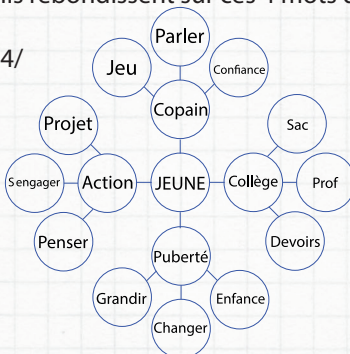 ils rebondissent sur ces 4 mots
4/
Parler
Jeu
Confiance
Copain
Projet
Sac
S engager
Action
JEUNE
Collège
Prof
Penser
Devoirs
Puberté
Grandir
Enfance
Changer